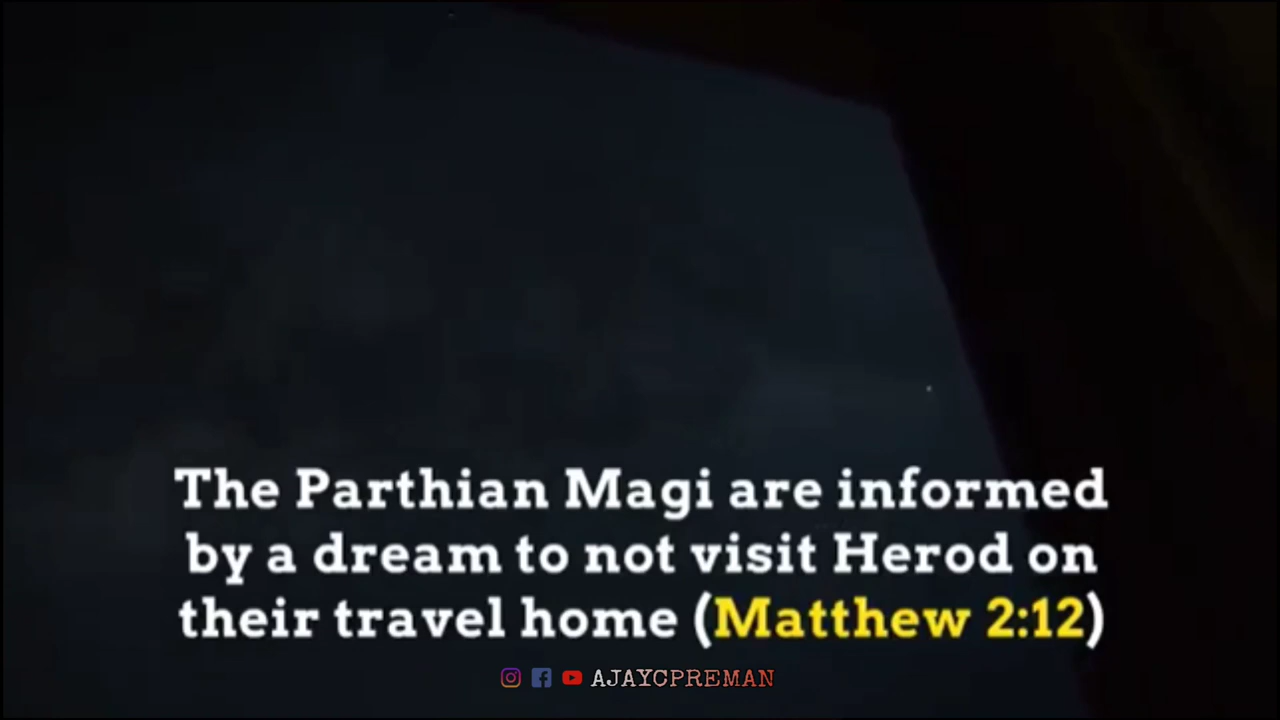 The Parthian Magi are informed
by a dream to not visit Herod on
their travel home (Matthew 2:12)
AJAYCPREMAN